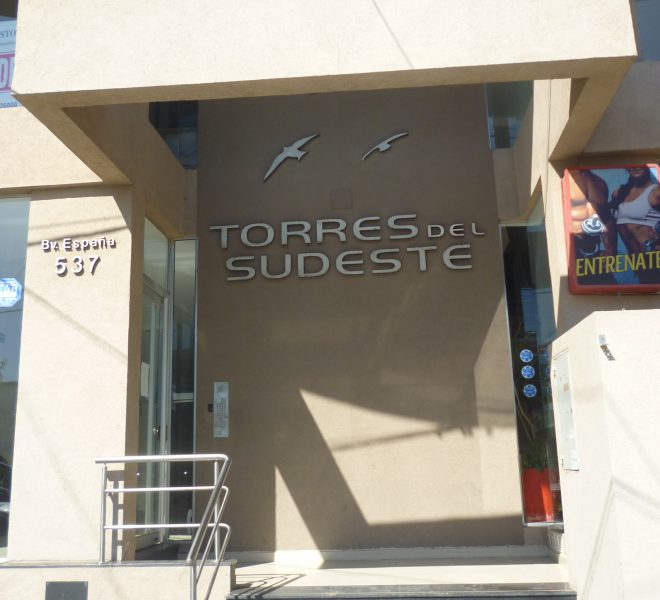 TORRES DEL
SUDESTE
Bv. España
537
ENTRENATE